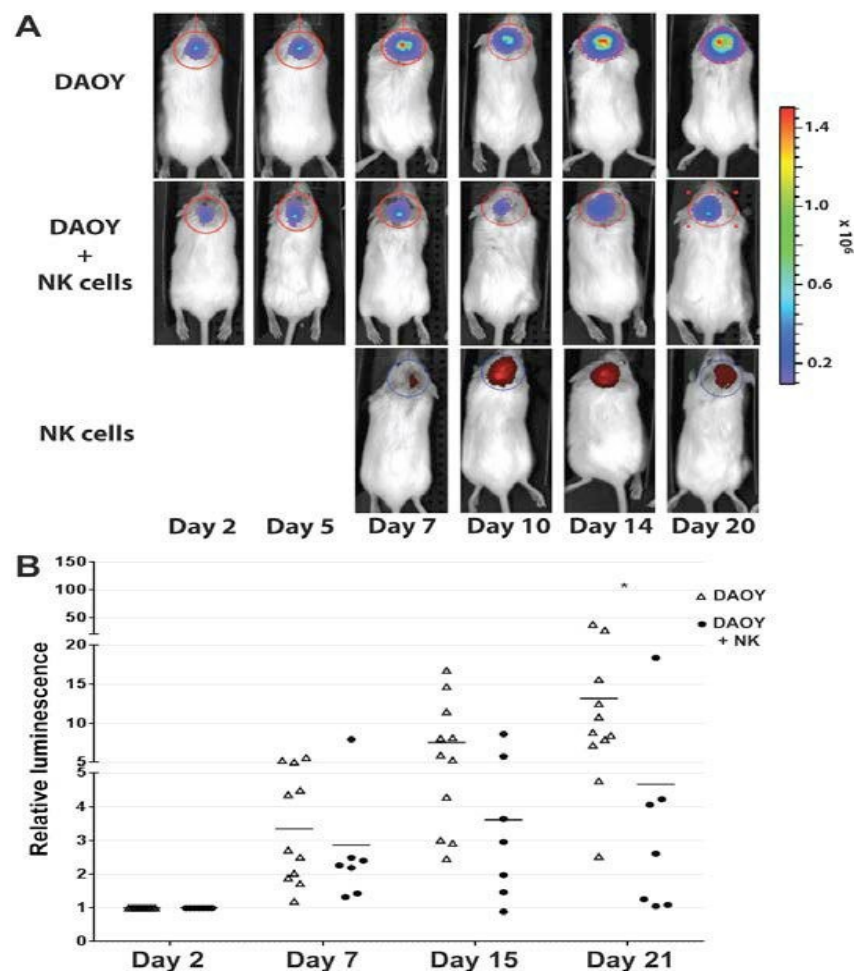 A
DAOY
DAOY
+
NK cells
NK cells
1.4
1.0
0.6
0.2
x 10⁶
Day 2 Day 5 Day 7 Day 10 Day 14 Day 20
B
Relative luminescence
150
100
50
20
15
10
5
5
4
3
2
1
0
*
DAOY
DAOY
+ NK
Day 2 Day 7 Day 15 Day 21